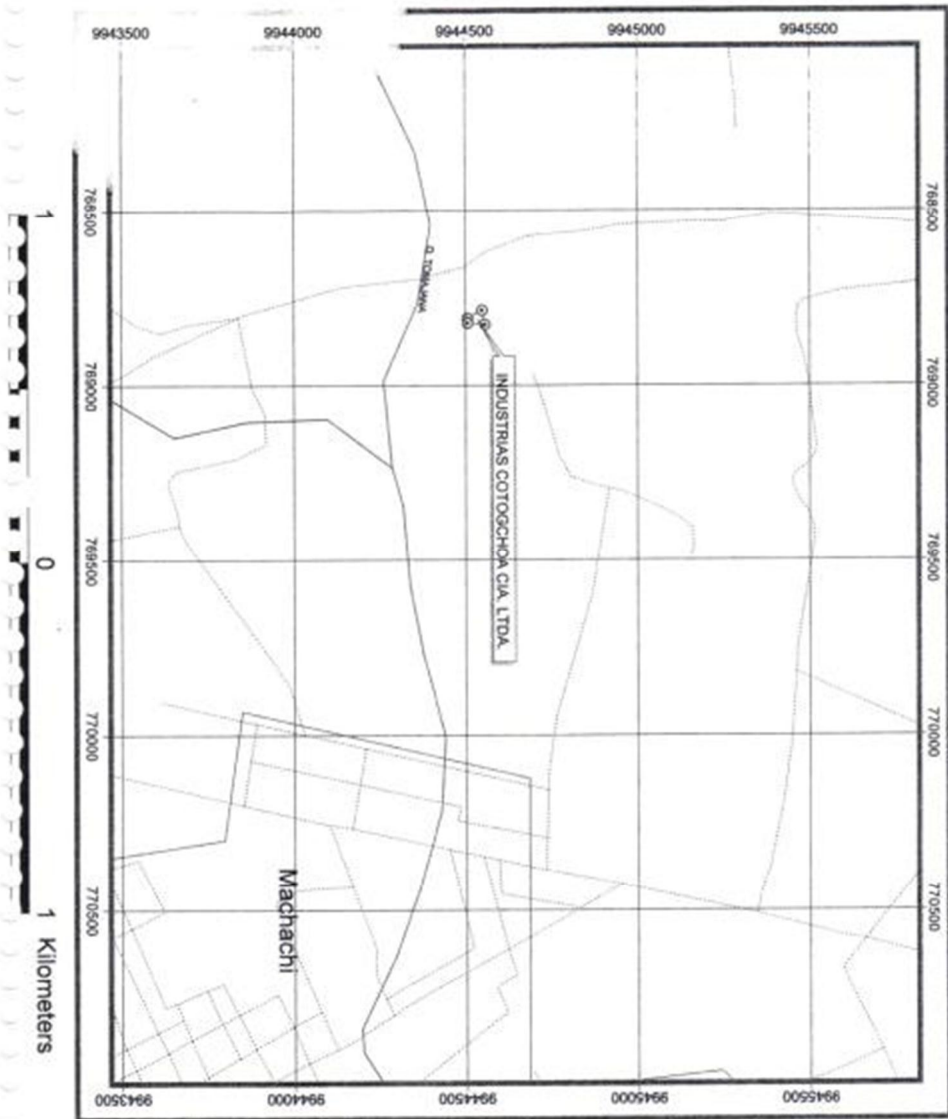 768500 769000 769500 770000 770500
9945500 9945500
9945000 9945000
INDUSTRIAS COTOGCHOA CIA. LTDA.
9944500 9944500
Q. TOMAJANA
9944000 9944000
Machachi
9943500 9943500
768500 769000 769500 770000 770500
1 0 1 Kilometers